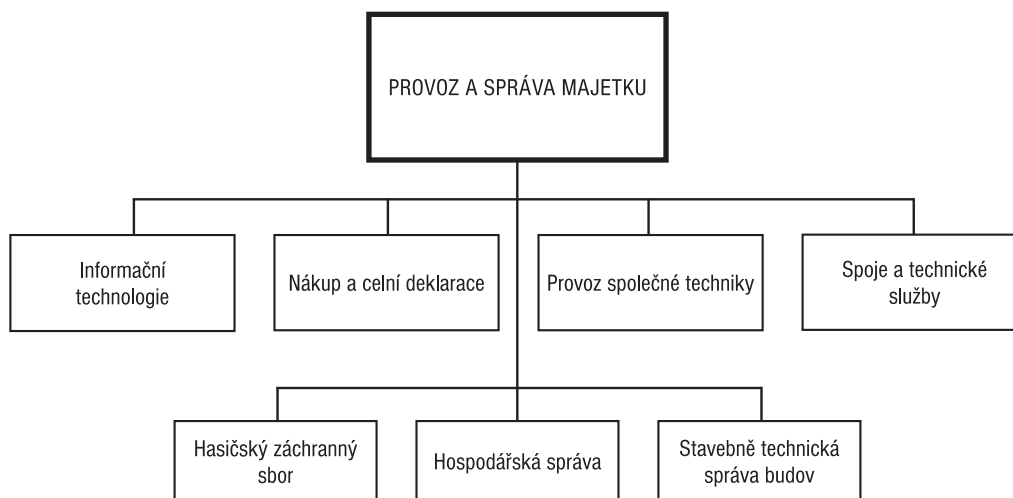 PROVOZ A SPRÁVA MAJETKU
Informační
technologie
Nákup a celní deklarace
Provoz společné techniky
Spoje a technické
služby
Hasičský záchranný
sbor
Hospodářská správa
Stavebně technická
správa budov